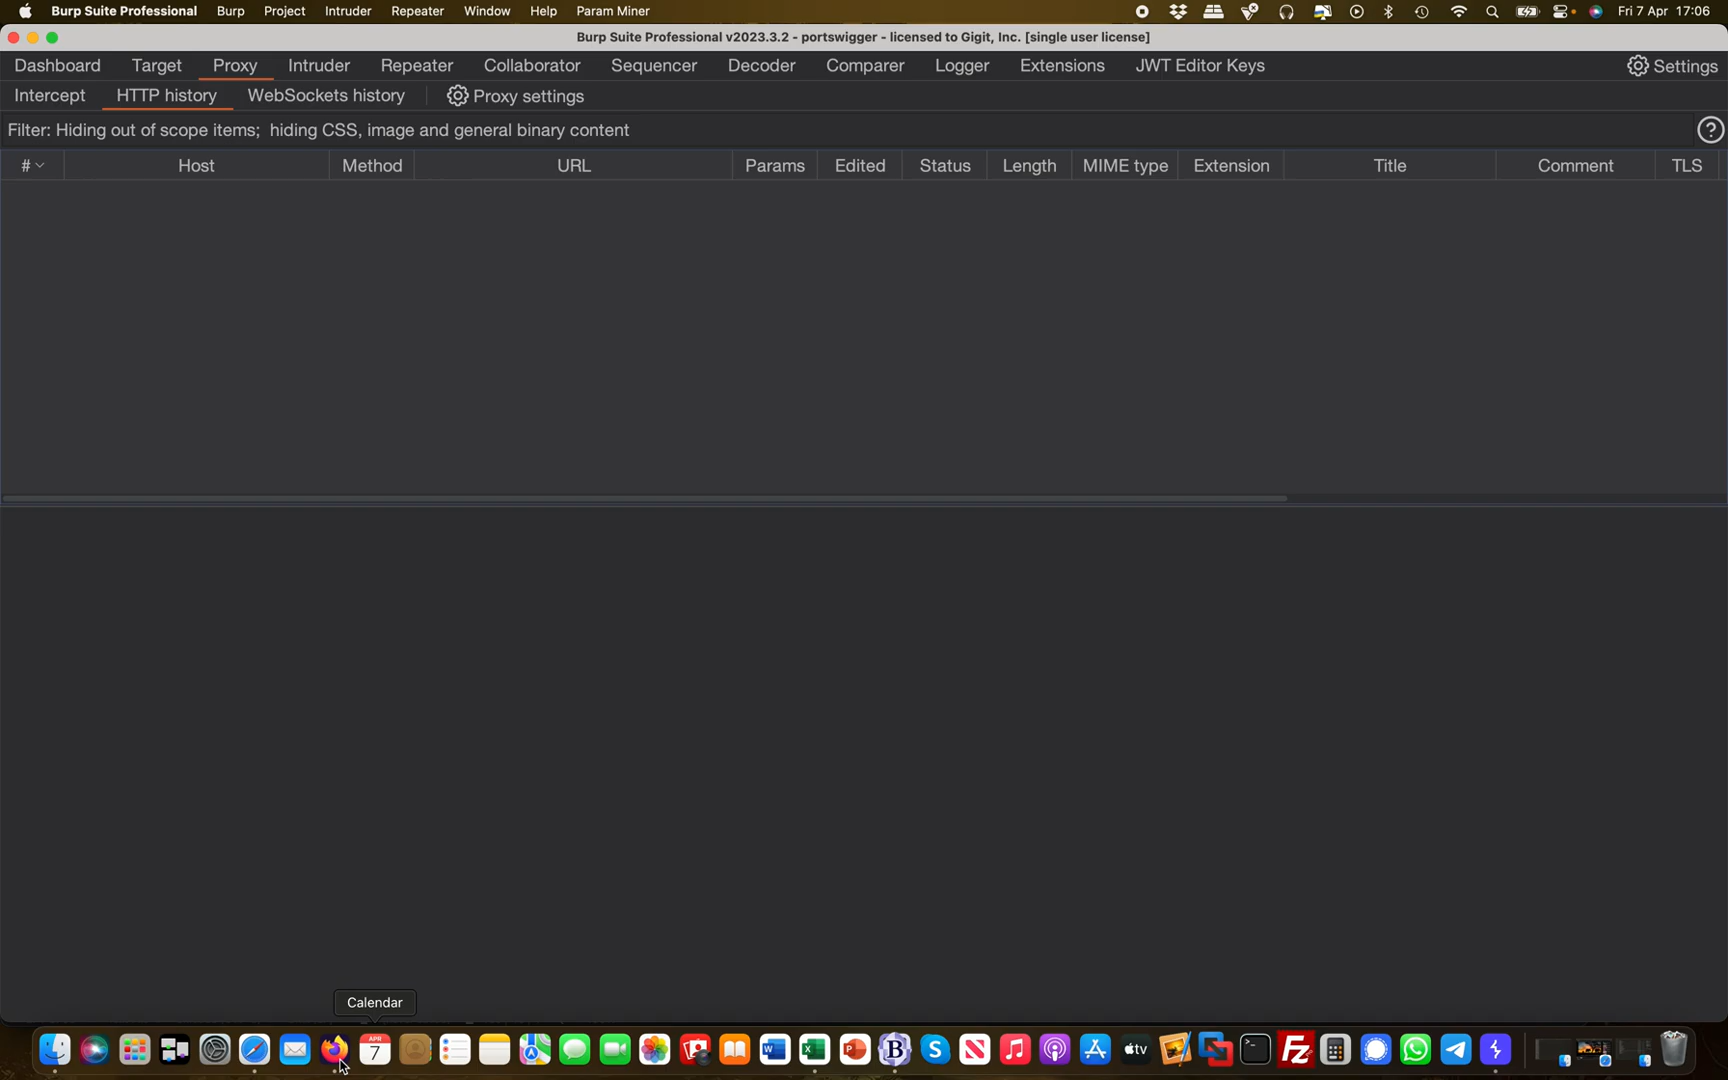 Burp Suite Professional Burp Project Intruder Repeater Window Help Param Miner Fri 7 Apr 17:06
Burp Suite Professional v2023.3.2 - portswigger - licensed to Gigit, Inc. [single user license]
Dashboard Target Proxy Intruder Repeater Collaborator Sequencer Decoder Comparer Logger Extensions JWT Editor Keys Settings
Intercept HTTP history WebSockets history Proxy settings
Filter: Hiding out of scope items; hiding CSS, image and general binary content ?
# Host Method URL Params Edited Status Length MIME type Extension Title Comment TLS
Calendar
APR
7
W X P B S tv >_ Fz